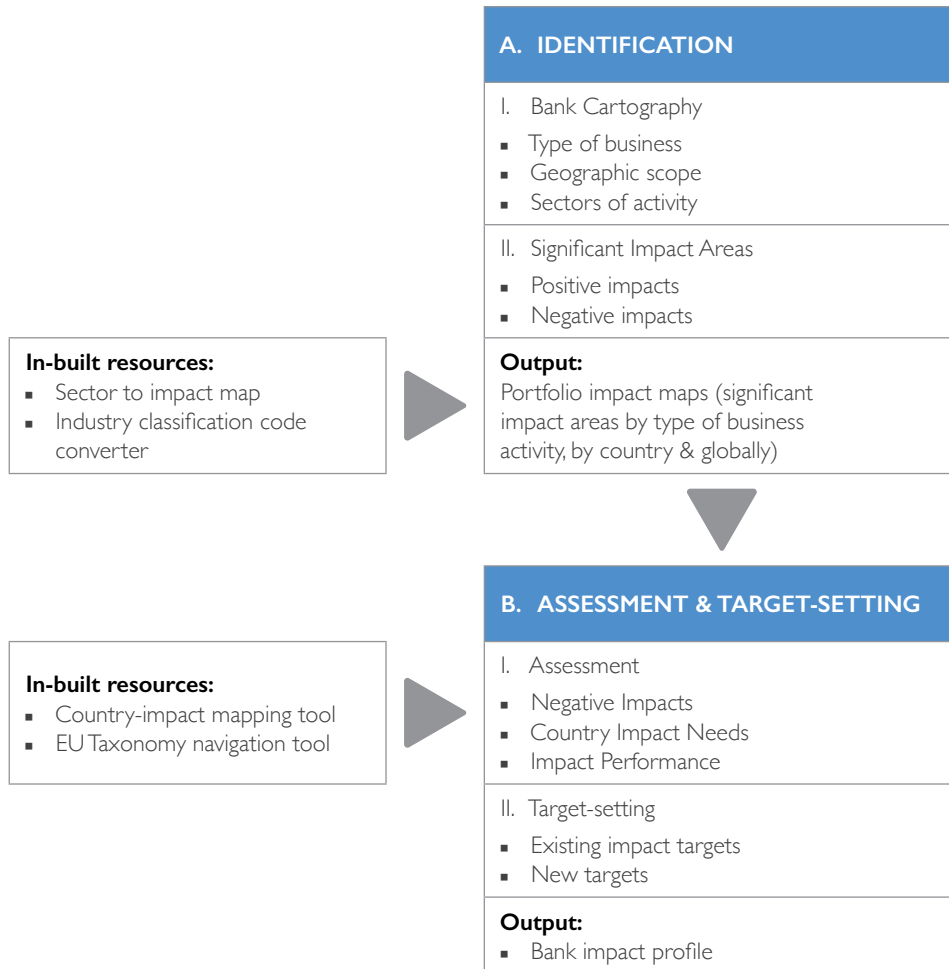 A. IDENTIFICATION
I. Bank Cartography
▪ Type of business
▪ Geographic scope
▪ Sectors of activity
II. Significant Impact Areas
▪ Positive impacts
▪ Negative impacts
In-built resources:
▪ Sector to impact map
▪ Industry classification code
converter
Output:
Portfolio impact maps (significant
impact areas by type of business
activity, by country & globally)
B. ASSESSMENT & TARGET-SETTING
In-built resources:
▪ Country-impact mapping tool
▪ EU Taxonomy navigation tool
I. Assessment
▪ Negative Impacts
▪ Country Impact Needs
▪ Impact Performance
II. Target-setting
▪ Existing impact targets
▪ New targets
Output:
▪ Bank impact profile